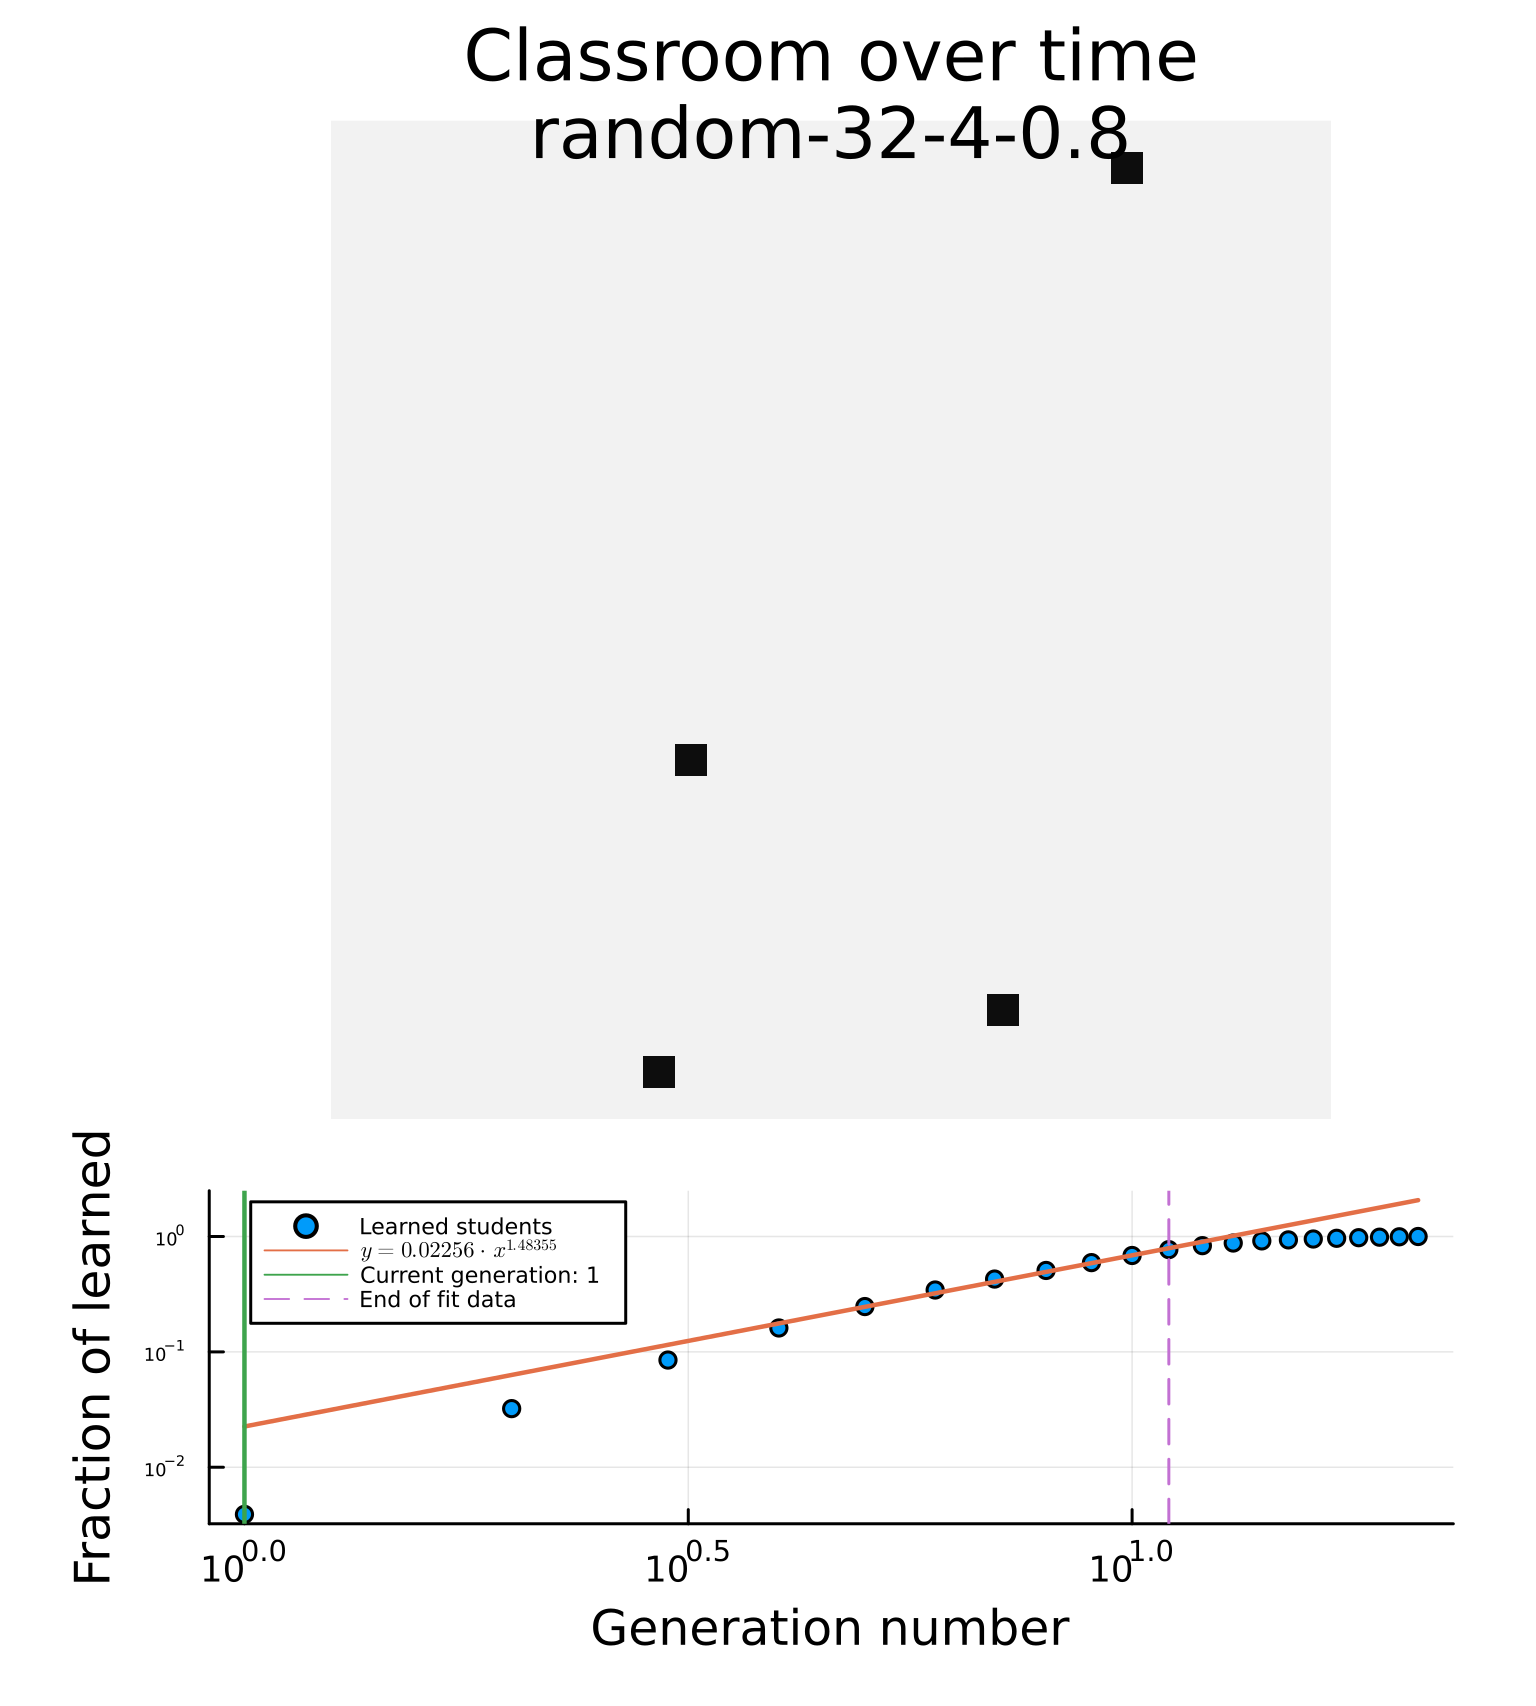 Classroom over time
random-32-4-0.8
Fraction of learned
10^0
10^-1
10^-2
Learned students
y = 0.02256 · x^1.48355
Current generation: 1
End of fit data
10^0.0
10^0.5
10^1.0
Generation number